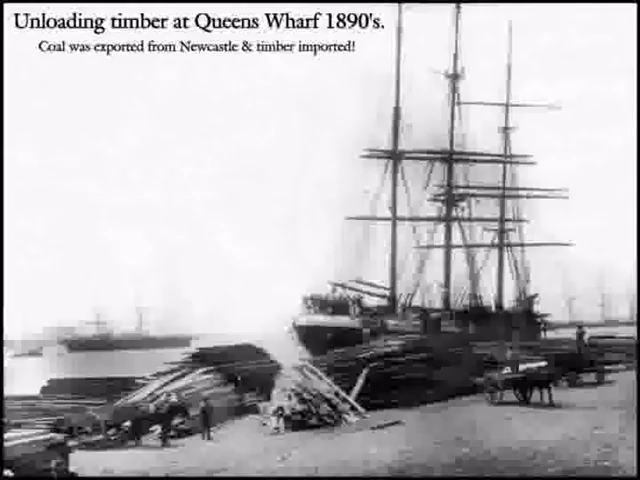 Unloading timber at Queens Wharf 1890's.
Coal was exported from Newcastle & timber imported!